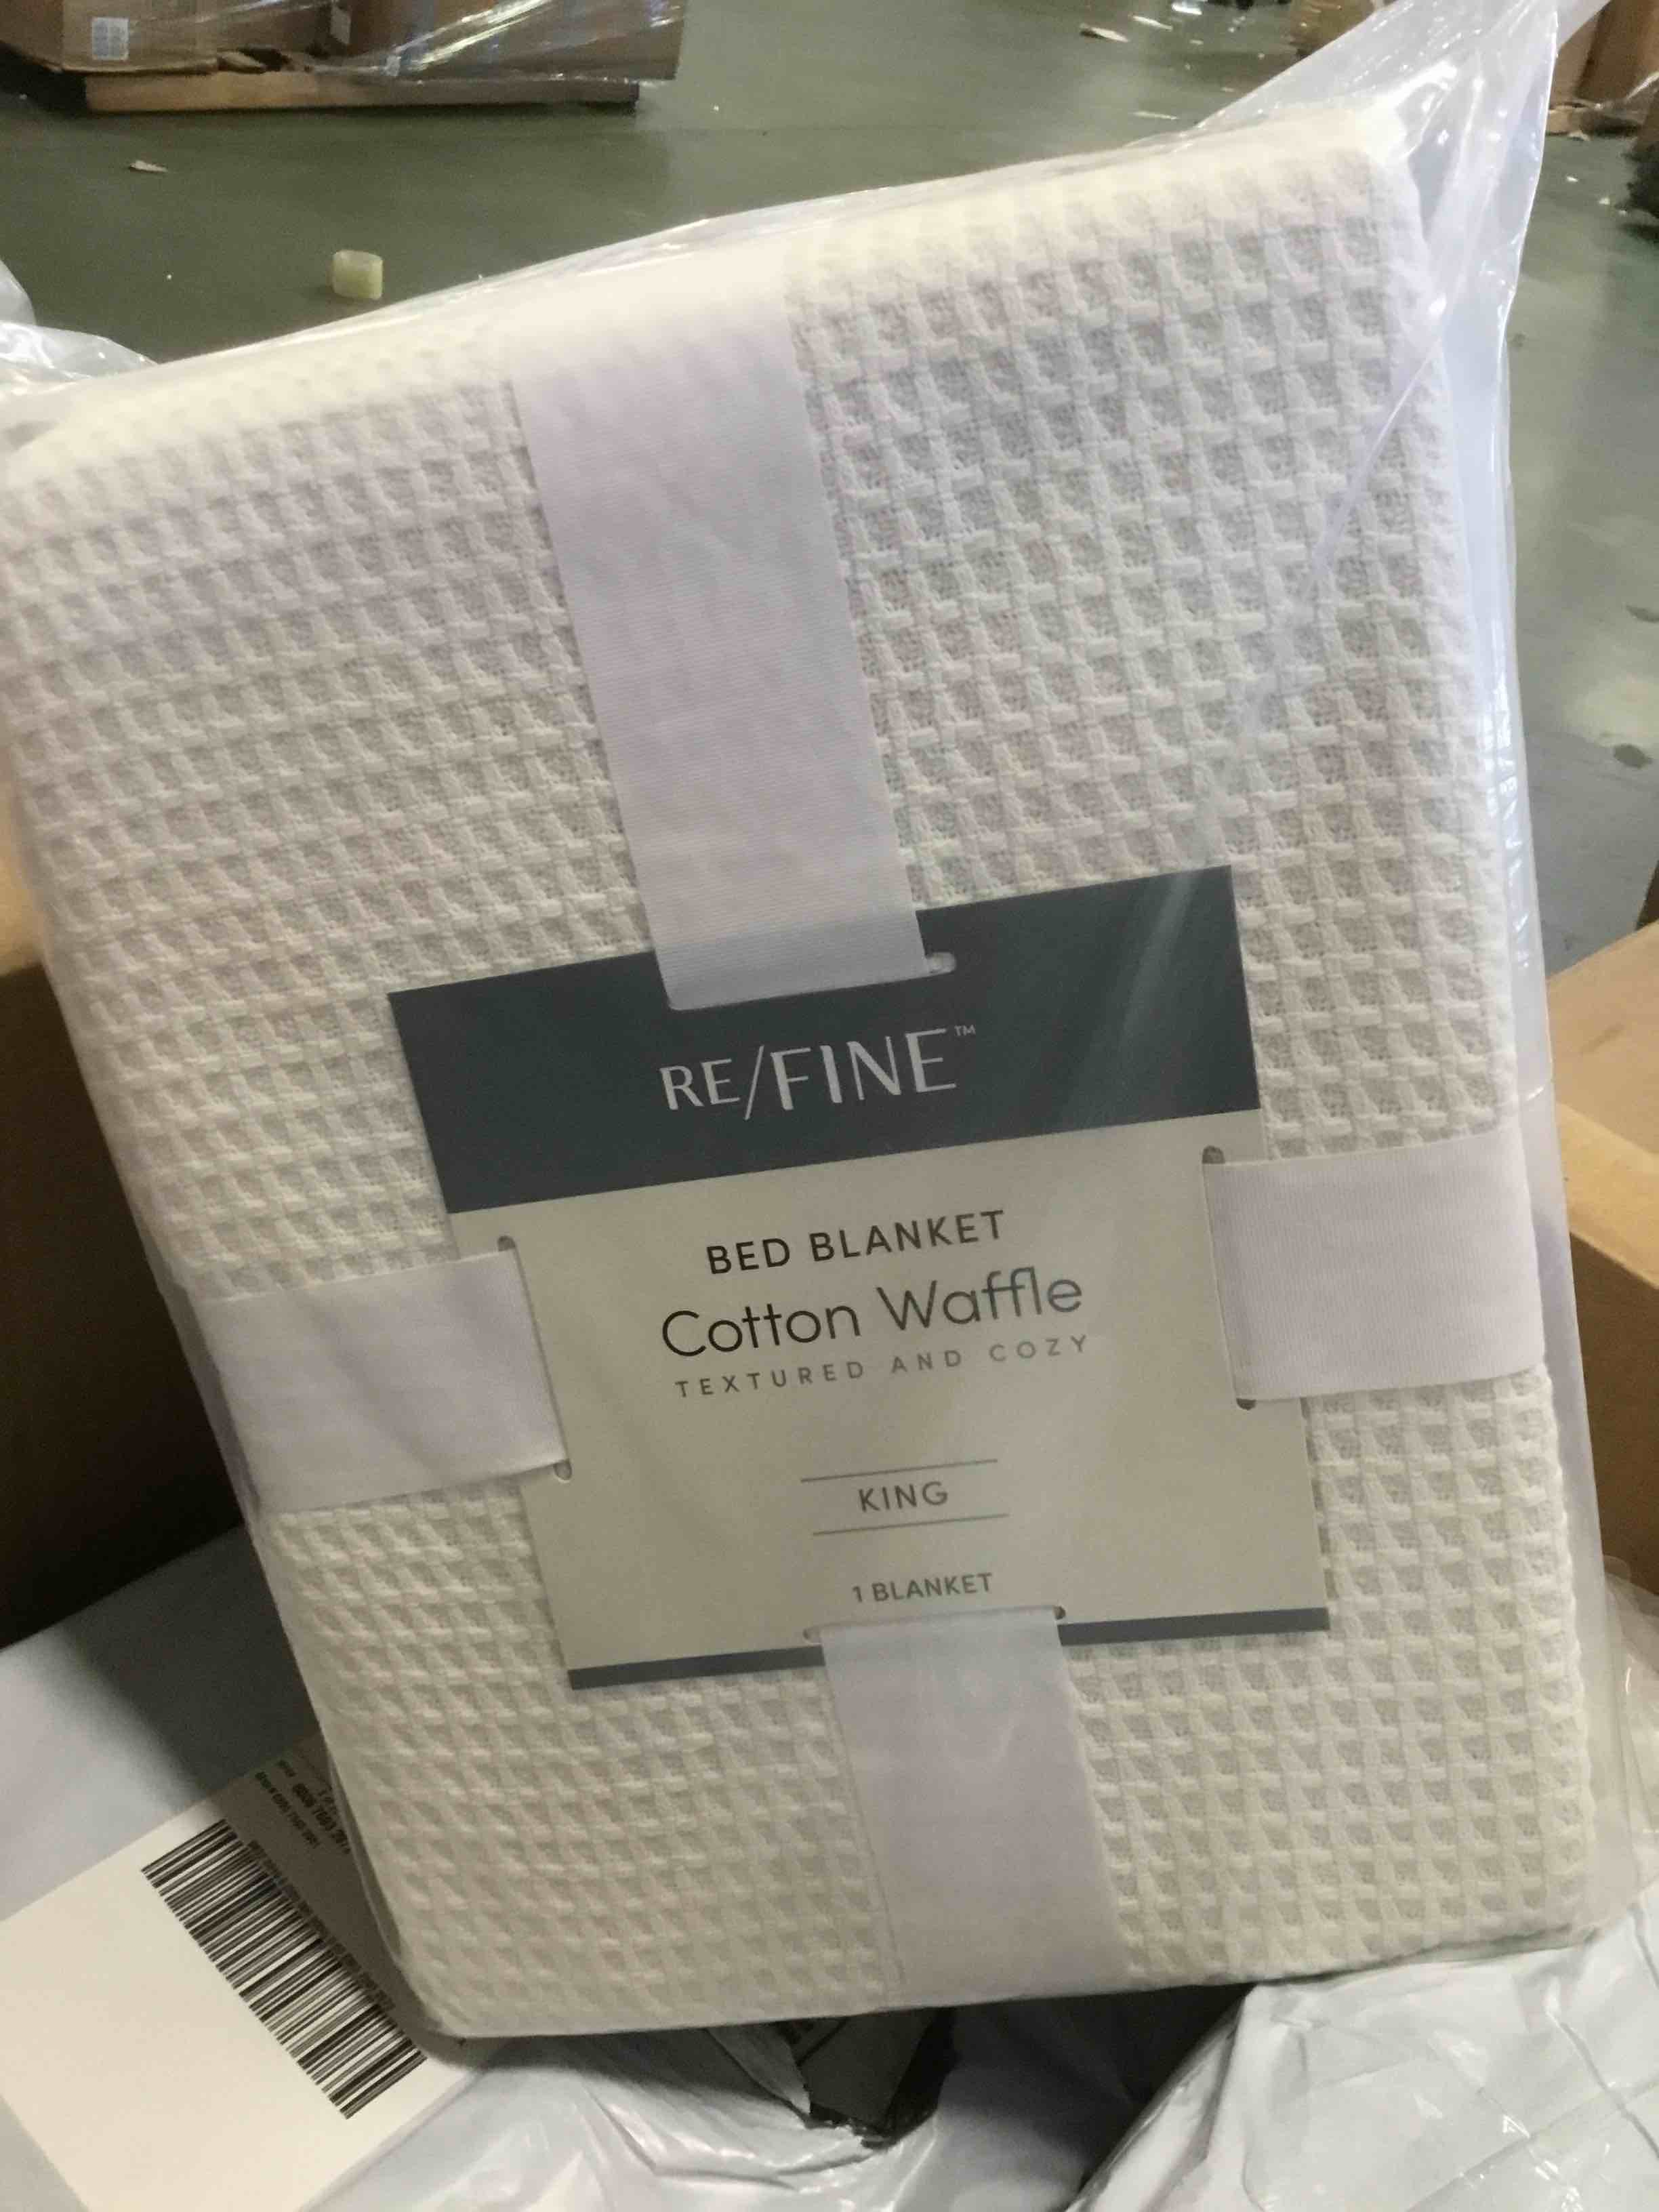 RE/FINE™
BED BLANKET
Cotton Waffle
TEXTURED AND COZY
KING
1 BLANKET